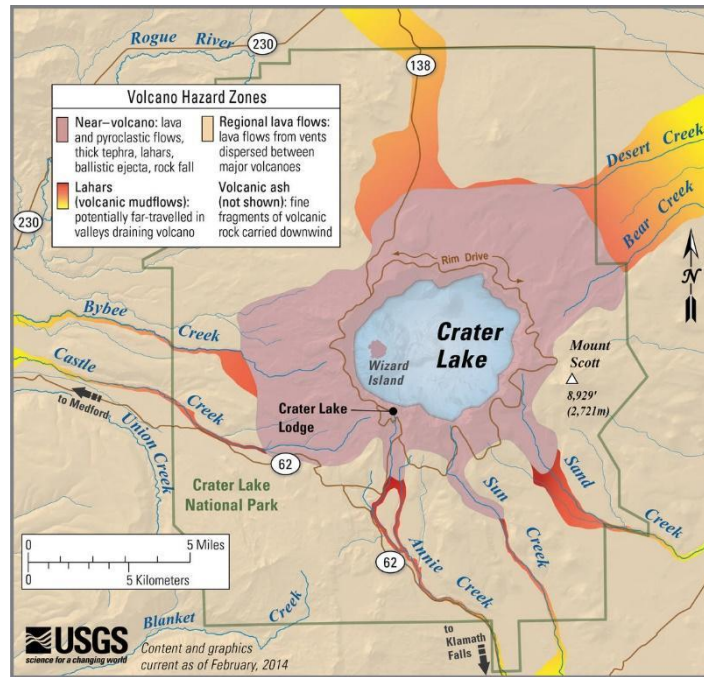 Rogue River
230
230
138
Volcano Hazard Zones
Near–volcano: lava
and pyroclastic flows,
thick tephra, lahars,
ballistic ejecta, rock fall
Lahars
(volcanic mudflows):
potentially far-travelled in
valleys draining volcano
Regional lava flows:
lava flows from vents
dispersed between
major volcanoes
Volcanic ash
(not shown): fine
fragments of volcanic
rock carried downwind
Desert Creek
Bear Creek
N
Rim Drive
Bybee Creek
Crater
Lake
Wizard
Island
Mount
Scott
8,929'
(2,721m)
Castle Creek
to Medford
Crater Lake
Lodge
Union Creek
62
Crater Lake
National Park
Sand Creek
Sun Creek
Annie Creek
62
0 5 Miles
0 5 Kilometers
Blanket Creek
to
Klamath
Falls
USGS
science for a changing world
Content and graphics
current as of February, 2014